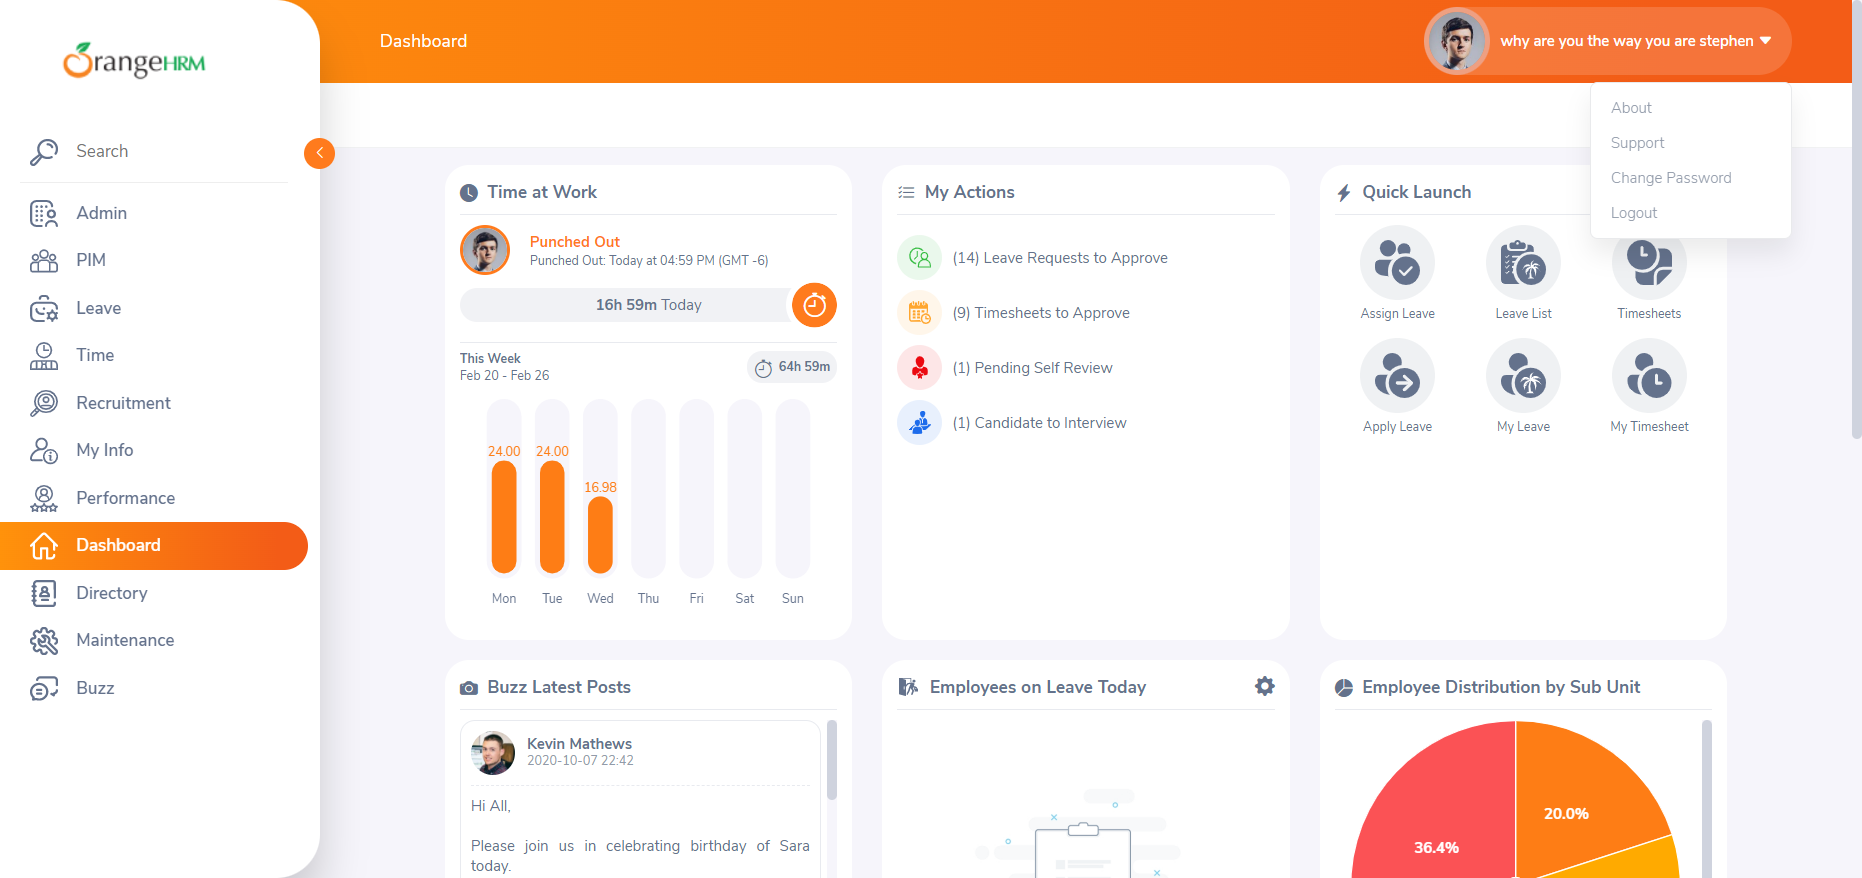 OrangeHRM
Search
Admin
PIM
Leave
Time
Recruitment
My Info
Performance
Dashboard
Directory
Maintenance
Buzz
Dashboard
why are you the way you are stephen
About
Support
Change Password
Logout
Time at Work
Punched Out
Punched Out: Today at 04:59 PM (GMT -6)
16h 59m Today
This Week
Feb 20 - Feb 26
64h 59m
24.00 24.00 16.98
Mon Tue Wed Thu Fri Sat Sun
My Actions
(14) Leave Requests to Approve
(9) Timesheets to Approve
(1) Pending Self Review
(1) Candidate to Interview
Quick Launch
Assign Leave Leave List Timesheets
Apply Leave My Leave My Timesheet
Buzz Latest Posts
Kevin Mathews
2020-10-07 22:42
Hi All,
Please join us in celebrating birthday of Sara
today.
Employees on Leave Today
Employee Distribution by Sub Unit
20.0%
36.4%